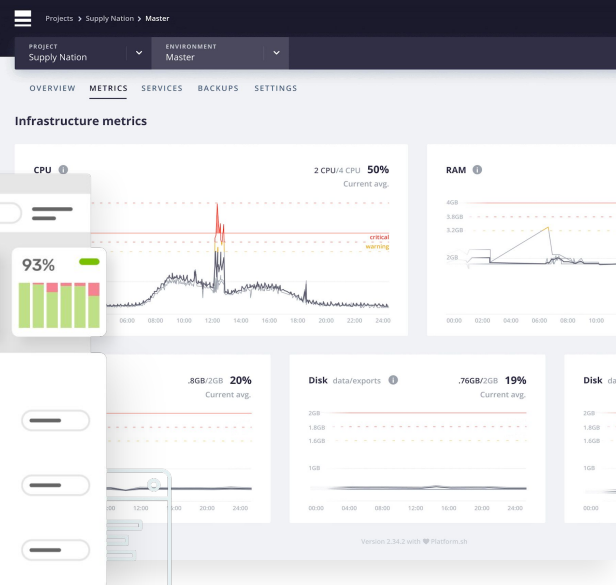 Projects > Supply Nation > Master
PROJECT
Supply Nation
ENVIRONMENT
Master
OVERVIEW METRICS SERVICES BACKUPS SETTINGS
Infrastructure metrics
CPU i
2 CPU/4 CPU 50%
Current avg.
critical
warning
06:00 08:00 10:00 12:00 14:00 16:00 18:00 20:00 22:00 24:00
RAM i
4GB
3.8GB
3.2GB
2GB
00:00 02:00 04:00 06:00 08:00 10:00
93%
.8GB/2GB 20%
Current avg.
12:00 20:00 24:00
Disk data/exports i
.76GB/2GB 19%
Current avg.
2GB
1.8GB
1.6GB
1GB
00:00 04:00 08:00 12:00 16:00 20:00 24:00
Disk da
2GB
1.8GB
1.6GB
1GB
00:00
Version 2.34.2 with ♥ Platform.sh